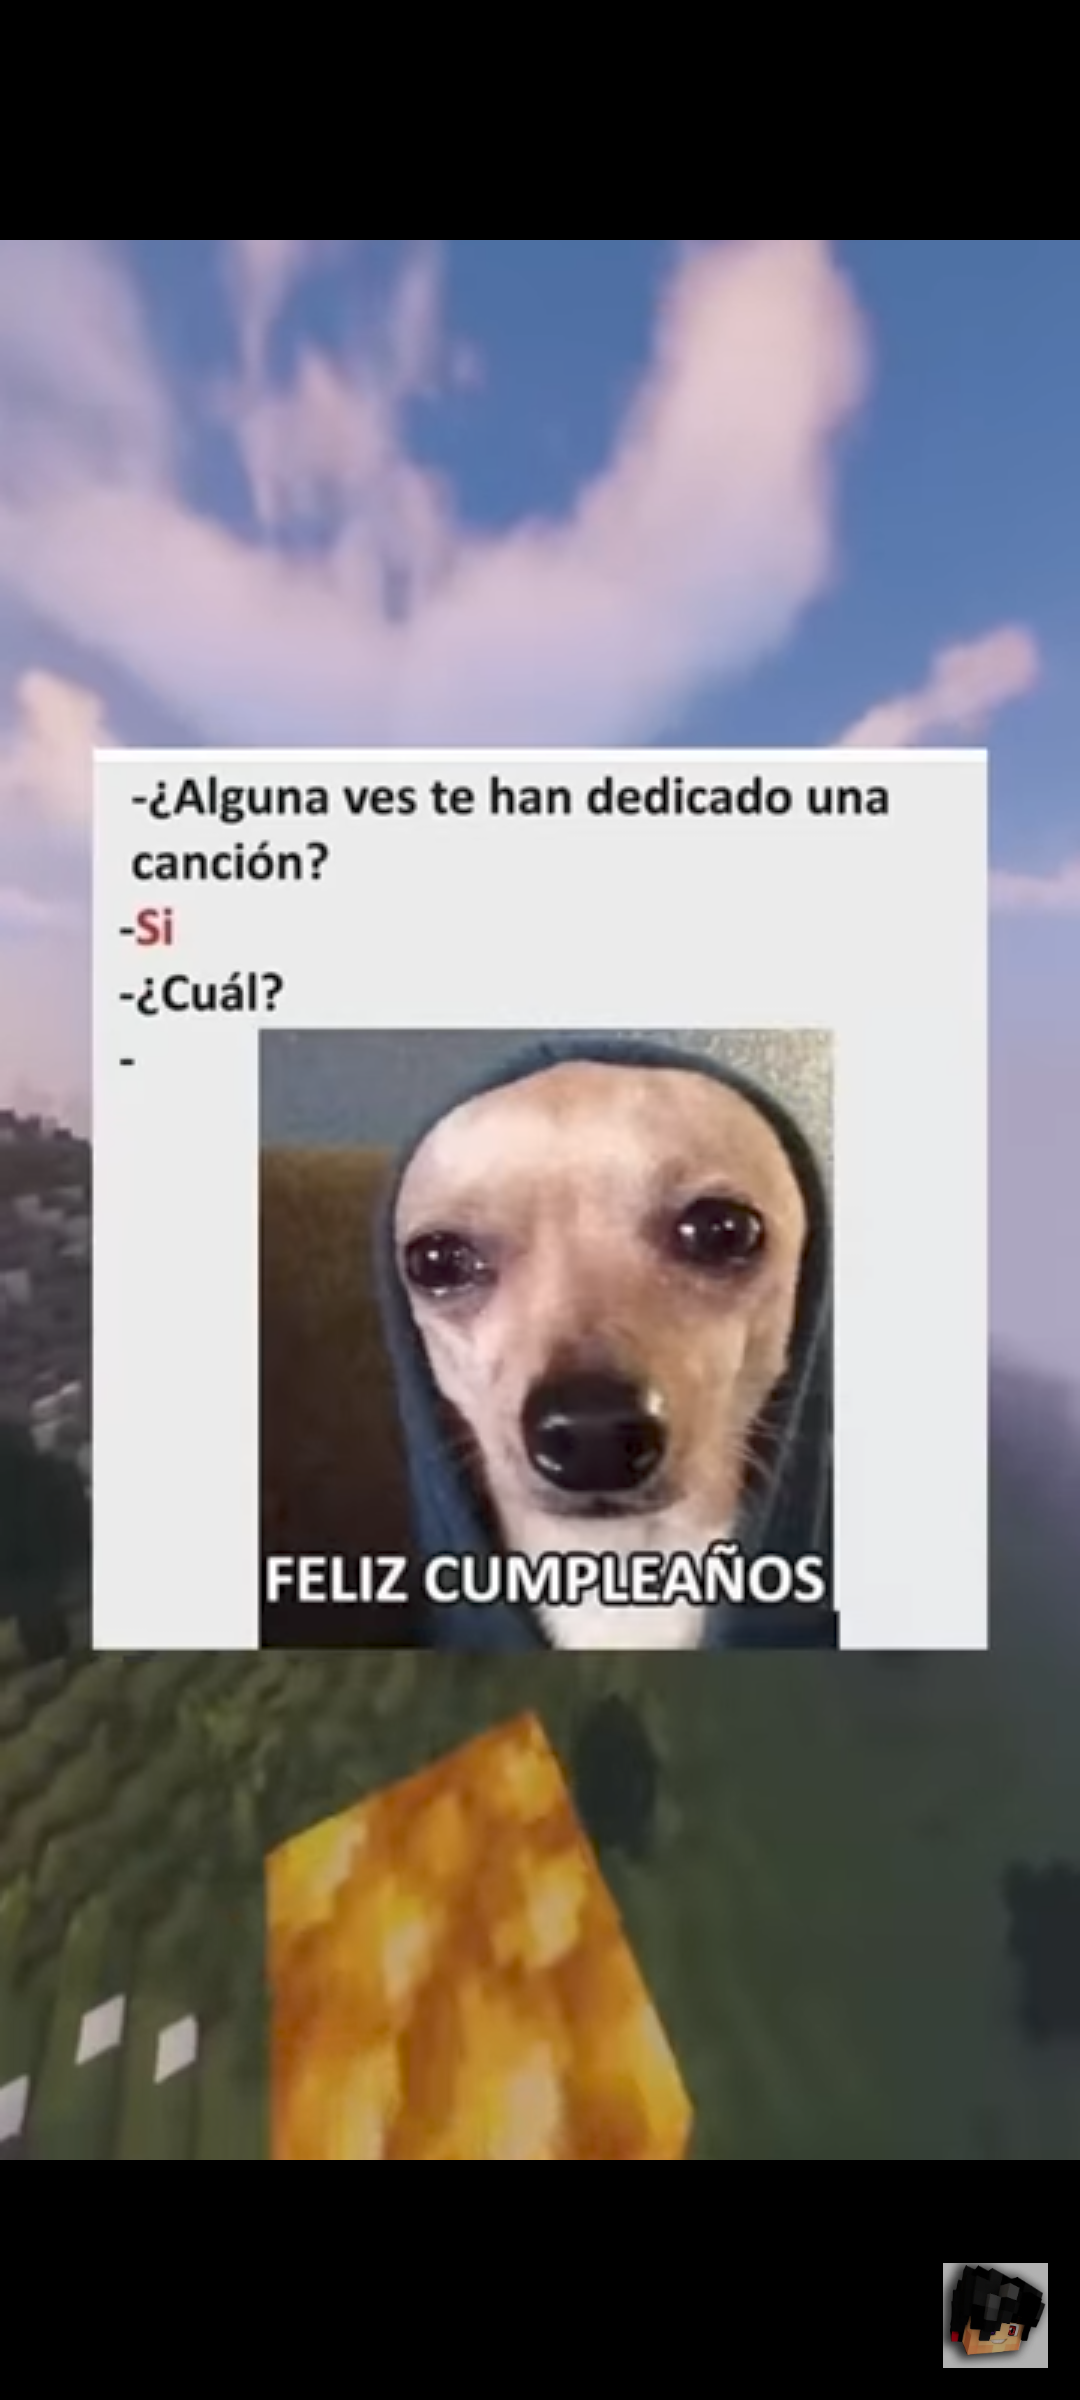 -¿Alguna ves te han dedicado una
canción?
-Si
-¿Cuál?
-
FELIZ CUMPLEAÑOS